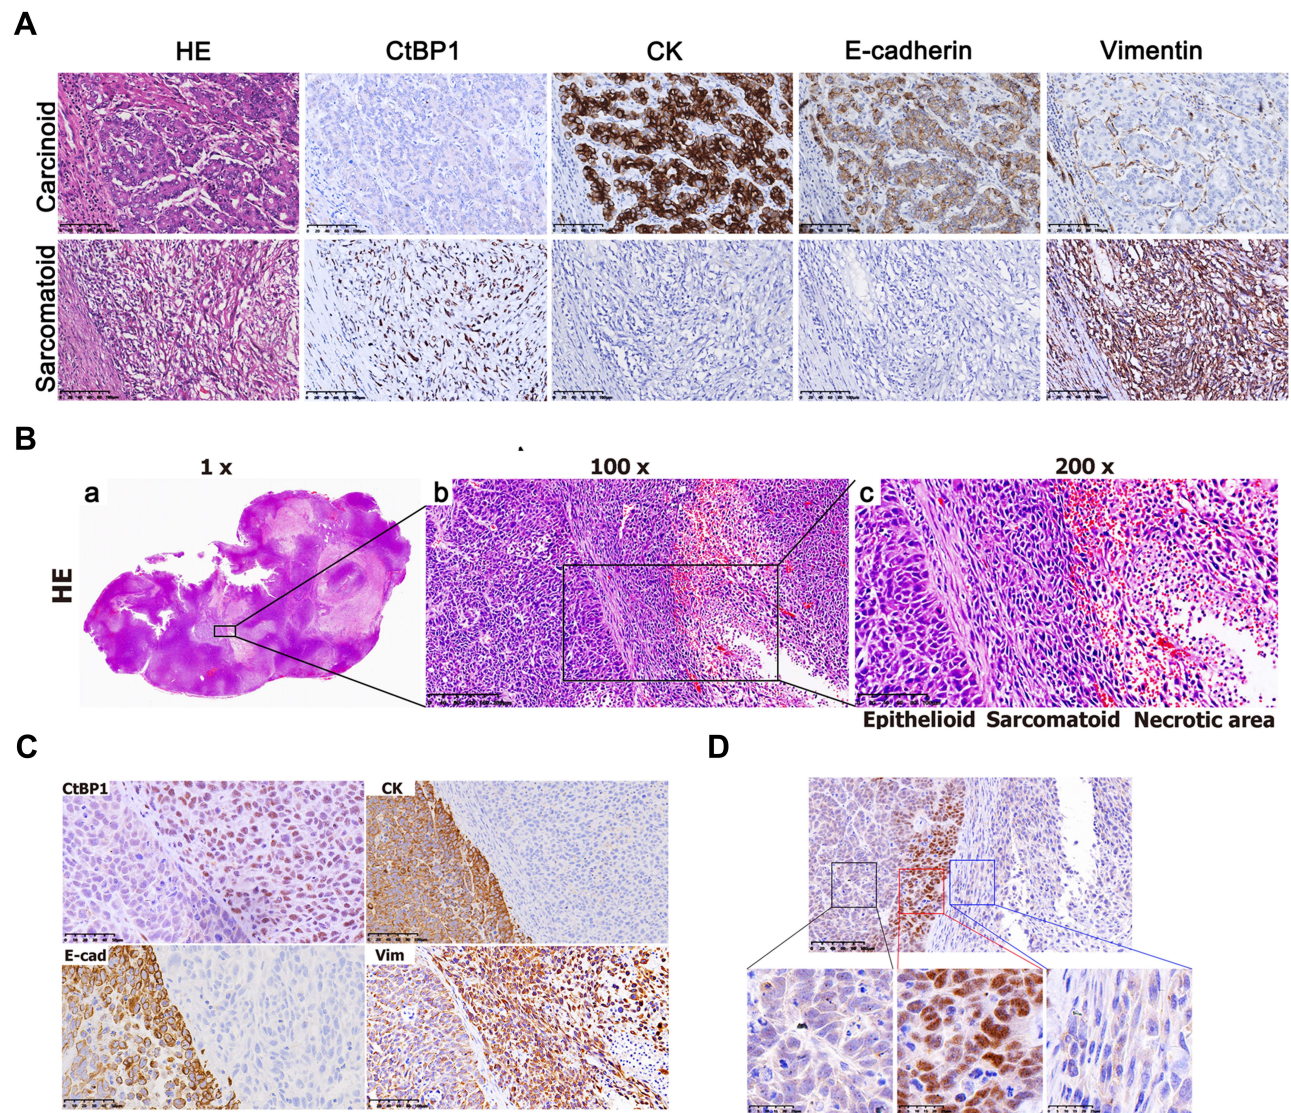 A
HE CtBP1 CK E-cadherin Vimentin
Carcinoid
Sarcomatoid
B
1 x 100 x 200 x
a b c
HE
Epithelioid Sarcomatoid Necrotic area
C D
CtBP1 CK
E-cad Vim